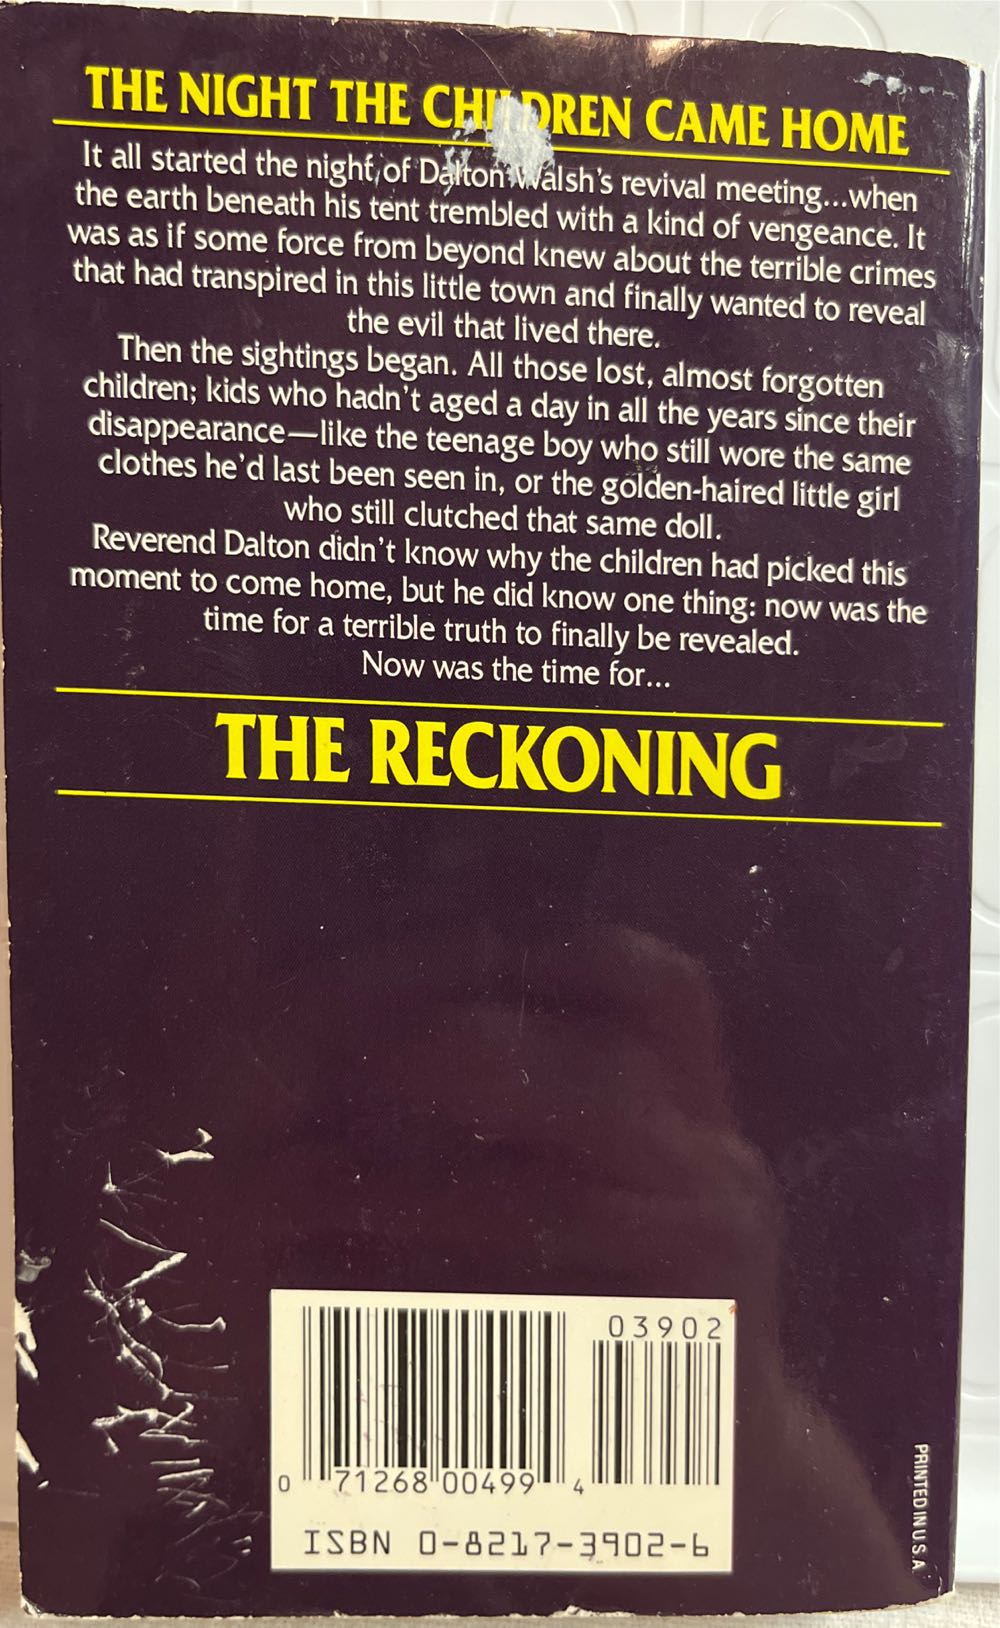 THE NIGHT THE CHILDREN CAME HOME
It all started the night of Dalton Walsh's revival meeting...when
the earth beneath his tent trembled with a kind of vengeance. It
was as if some force from beyond knew about the terrible crimes
that had transpired in this little town and finally wanted to reveal
the evil that lived there.
Then the sightings began. All those lost, almost forgotten
children; kids who hadn't aged a day in all the years since their
disappearance—like the teenage boy who still wore the same
clothes he'd last been seen in, or the golden-haired little girl
who still clutched that same doll.
Reverend Dalton didn't know why the children had picked this
moment to come home, but he did know one thing: now was the
time for a terrible truth to finally be revealed.
Now was the time for...
THE RECKONING
03902
0 71268 00499 4
ISBN 0-8217-3902-6
PRINTED IN U.S.A.